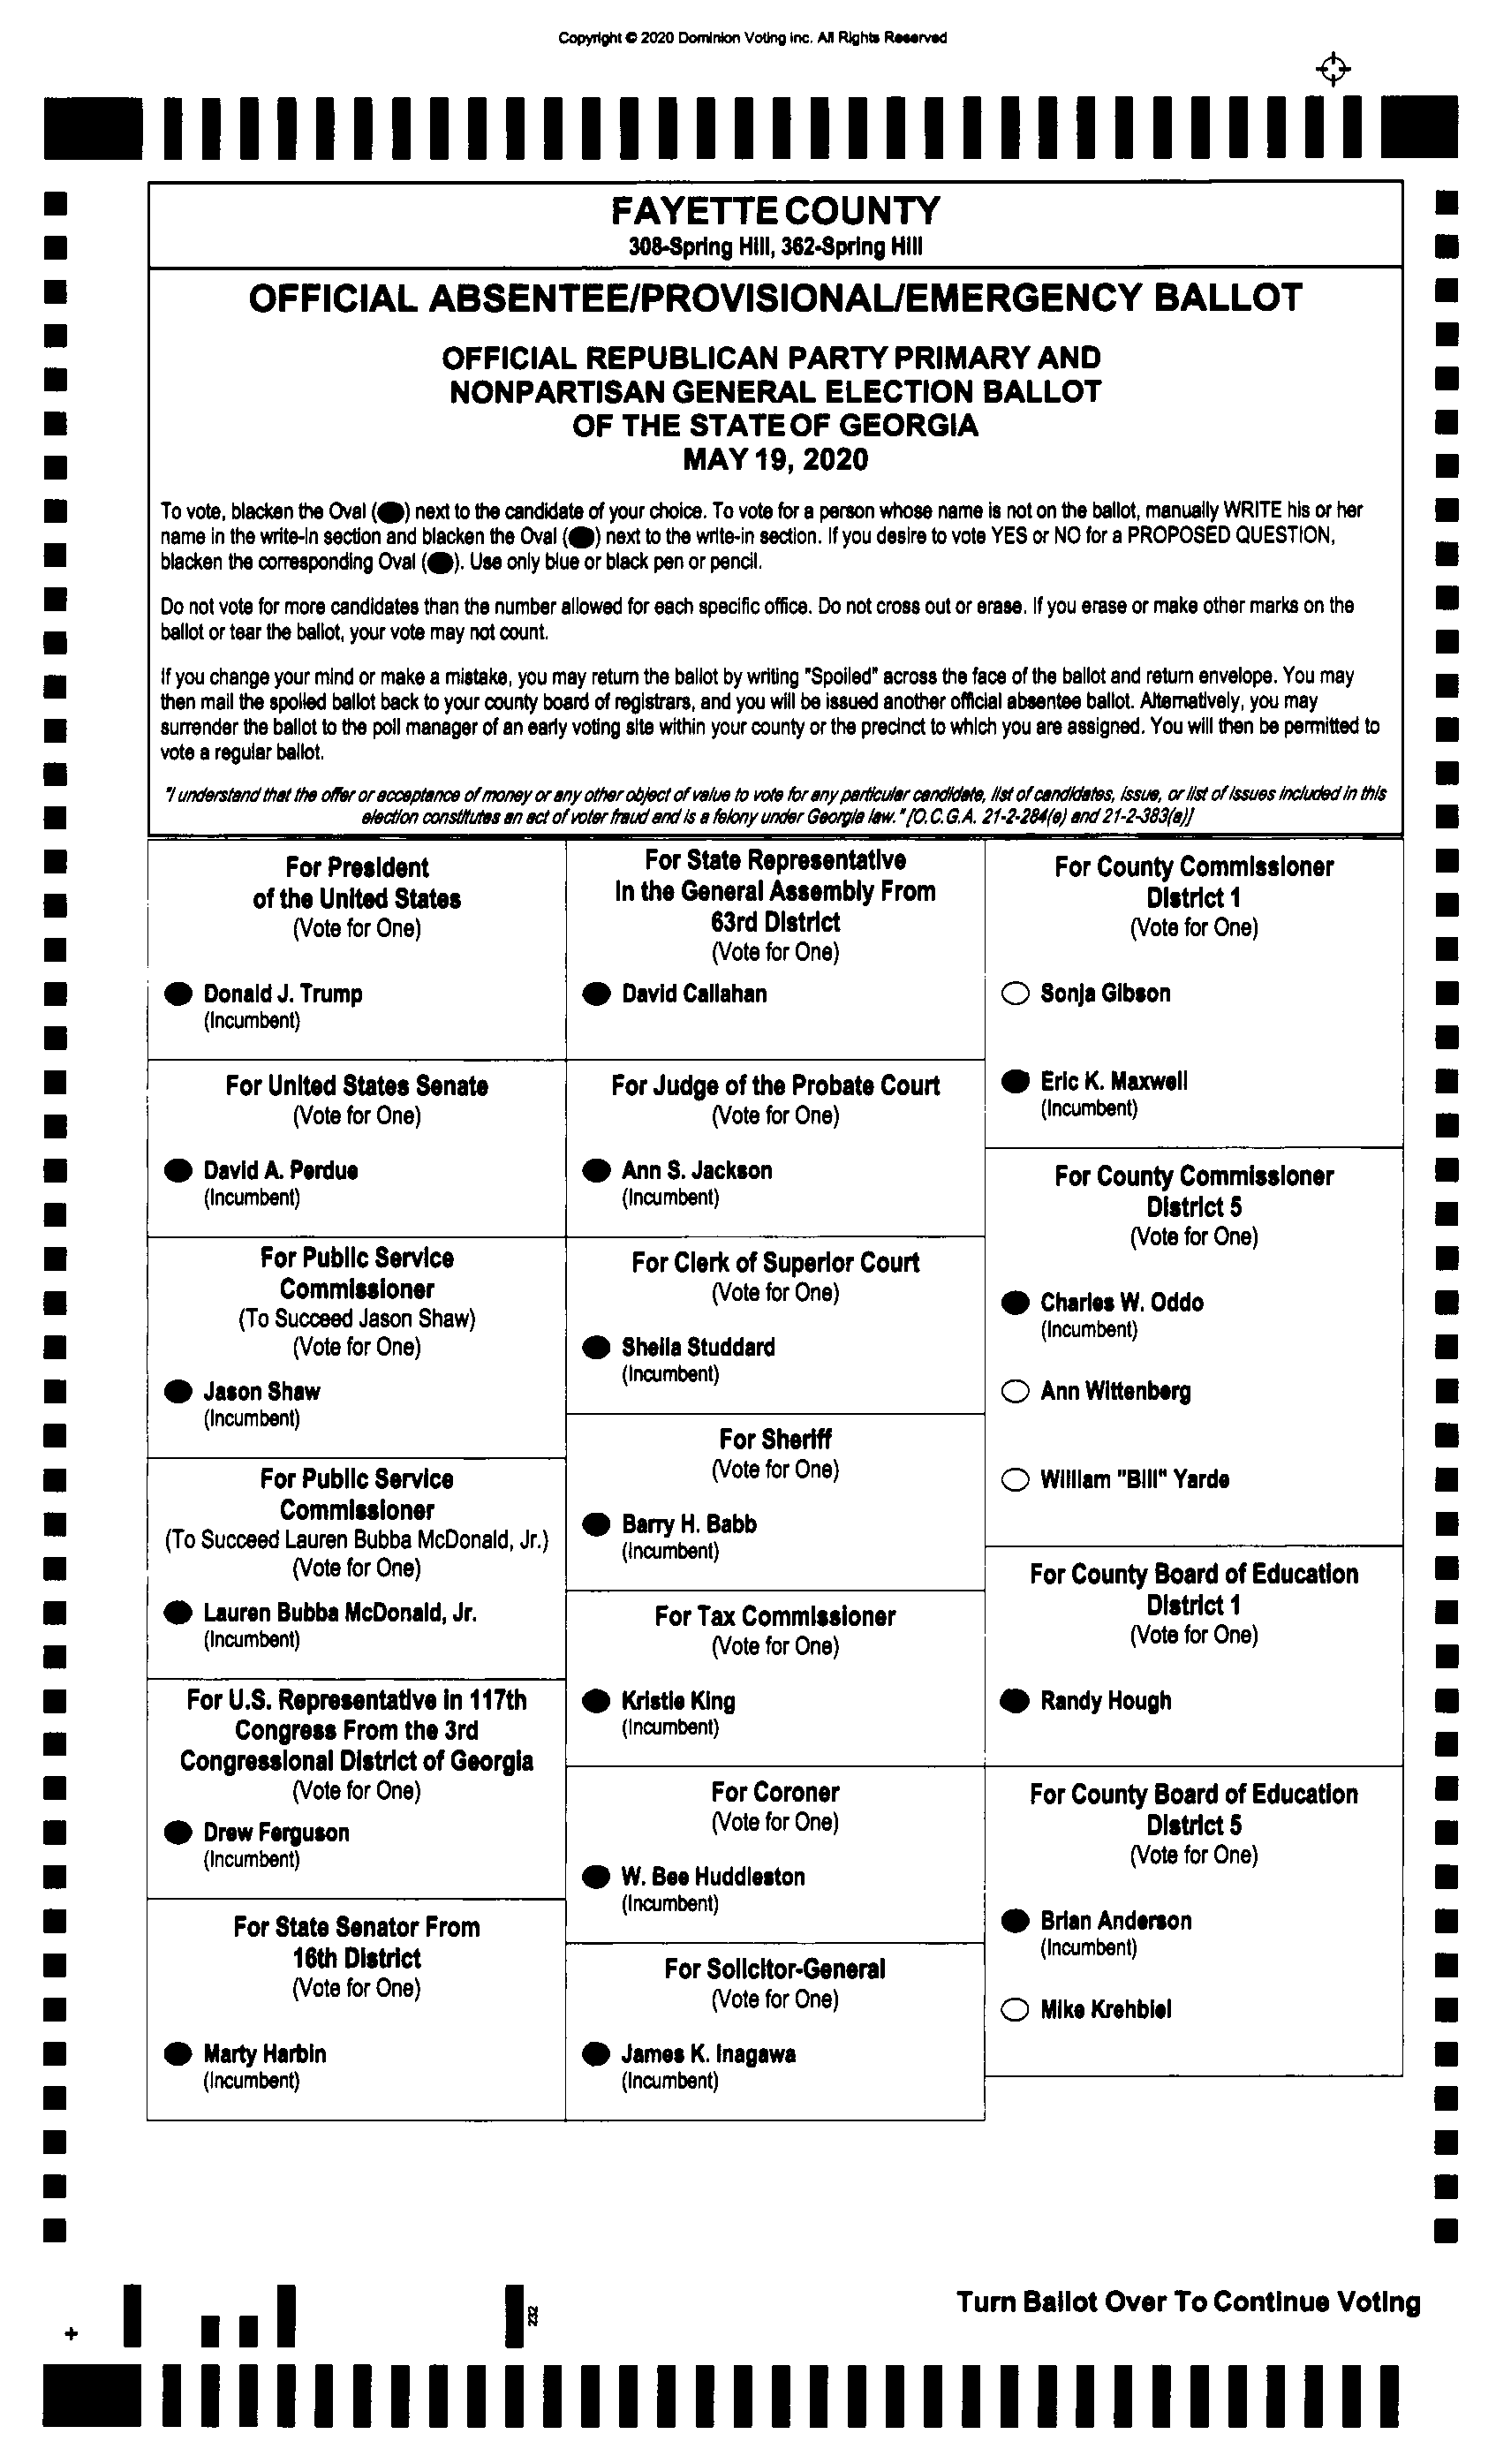 Copyright © 2020 Dominion Voting Inc. All Rights Reserved
FAYETTE COUNTY
308-Spring Hill, 362-Spring Hill
OFFICIAL ABSENTEE/PROVISIONAL/EMERGENCY BALLOT
OFFICIAL REPUBLICAN PARTY PRIMARY AND
NONPARTISAN GENERAL ELECTION BALLOT
OF THE STATE OF GEORGIA
MAY 19, 2020
To vote, blacken the Oval (●) next to the candidate of your choice. To vote for a person whose name is not on the ballot, manually WRITE his or her
name in the write-in section and blacken the Oval (●) next to the write-in section. If you desire to vote YES or NO for a PROPOSED QUESTION,
blacken the corresponding Oval (●). Use only blue or black pen or pencil.
Do not vote for more candidates than the number allowed for each specific office. Do not cross out or erase. If you erase or make other marks on the
ballot or tear the ballot, your vote may not count.
If you change your mind or make a mistake, you may return the ballot by writing "Spoiled" across the face of the ballot and return envelope. You may
then mail the spoiled ballot back to your county board of registrars, and you will be issued another official absentee ballot. Alternatively, you may
surrender the ballot to the poll manager of an early voting site within your county or the precinct to which you are assigned. You will then be permitted to
vote a regular ballot.
"I understand that the offer or acceptance of money or any other object of value to vote for any particular candidate, list of candidates, issue, or list of issues included in this
election constitutes an act of voter fraud and is a felony under Georgia law." [O.C.G.A. 21-2-284(e) and 21-2-383(a)]
For President
of the United States
(Vote for One)
Donald J. Trump
(Incumbent)
For United States Senate
(Vote for One)
David A. Perdue
(Incumbent)
For Public Service
Commissioner
(To Succeed Jason Shaw)
(Vote for One)
Jason Shaw
(Incumbent)
For Public Service
Commissioner
(To Succeed Lauren Bubba McDonald, Jr.)
(Vote for One)
Lauren Bubba McDonald, Jr.
(Incumbent)
For U.S. Representative in 117th
Congress From the 3rd
Congressional District of Georgia
(Vote for One)
Drew Ferguson
(Incumbent)
For State Senator From
16th District
(Vote for One)
Marty Harbin
(Incumbent)
For State Representative
In the General Assembly From
63rd District
(Vote for One)
David Callahan
For Judge of the Probate Court
(Vote for One)
Ann S. Jackson
(Incumbent)
For Clerk of Superior Court
(Vote for One)
Sheila Studdard
(Incumbent)
For Sheriff
(Vote for One)
Barry H. Babb
(Incumbent)
For Tax Commissioner
(Vote for One)
Kristie King
(Incumbent)
For Coroner
(Vote for One)
W. Bee Huddleston
(Incumbent)
For Solicitor-General
(Vote for One)
James K. Inagawa
(Incumbent)
For County Commissioner
District 1
(Vote for One)
Sonja Gibson
Eric K. Maxwell
(Incumbent)
For County Commissioner
District 5
(Vote for One)
Charles W. Oddo
(Incumbent)
Ann Wittenberg
William "Bill" Yarde
For County Board of Education
District 1
(Vote for One)
Randy Hough
For County Board of Education
District 5
(Vote for One)
Brian Anderson
(Incumbent)
Mike Krehbiel
232
Turn Ballot Over To Continue Voting